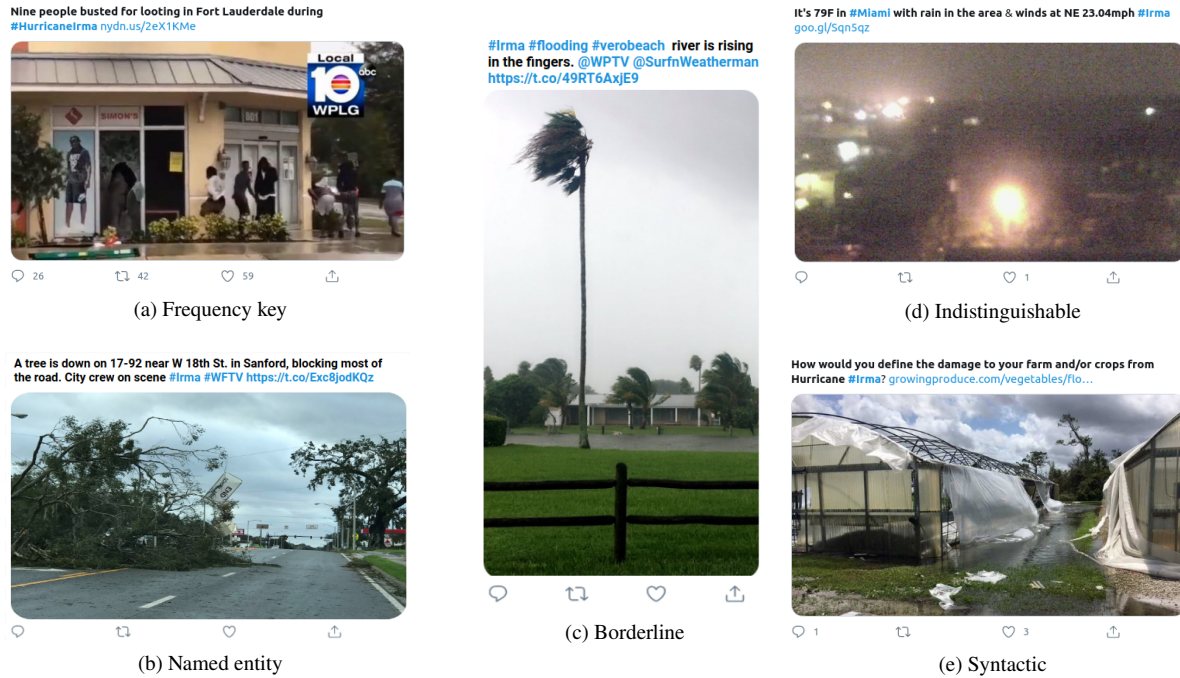 Nine people busted for looting in Fort Lauderdale during
#HurricaneIrma nydn.us/2eX1KMe
Local
10
abc
WPLG
SIMON'S
801
26 42 59
(a) Frequency key
A tree is down on 17-92 near W 18th St. in Sanford, blocking most of
the road. City crew on scene #Irma #WFTV https://t.co/Exc8jodKQz
(b) Named entity
#Irma #flooding #verobeach river is rising
in the fingers. @WPTV @SurfnWeatherman
https://t.co/49RT6AxjE9
(c) Borderline
It's 79F in #Miami with rain in the area & winds at NE 23.04mph #Irma
goo.gl/Sqn5qz
1
(d) Indistinguishable
How would you define the damage to your farm and/or crops from
Hurricane #Irma? growingproduce.com/vegetables/flo...
1 3
(e) Syntactic